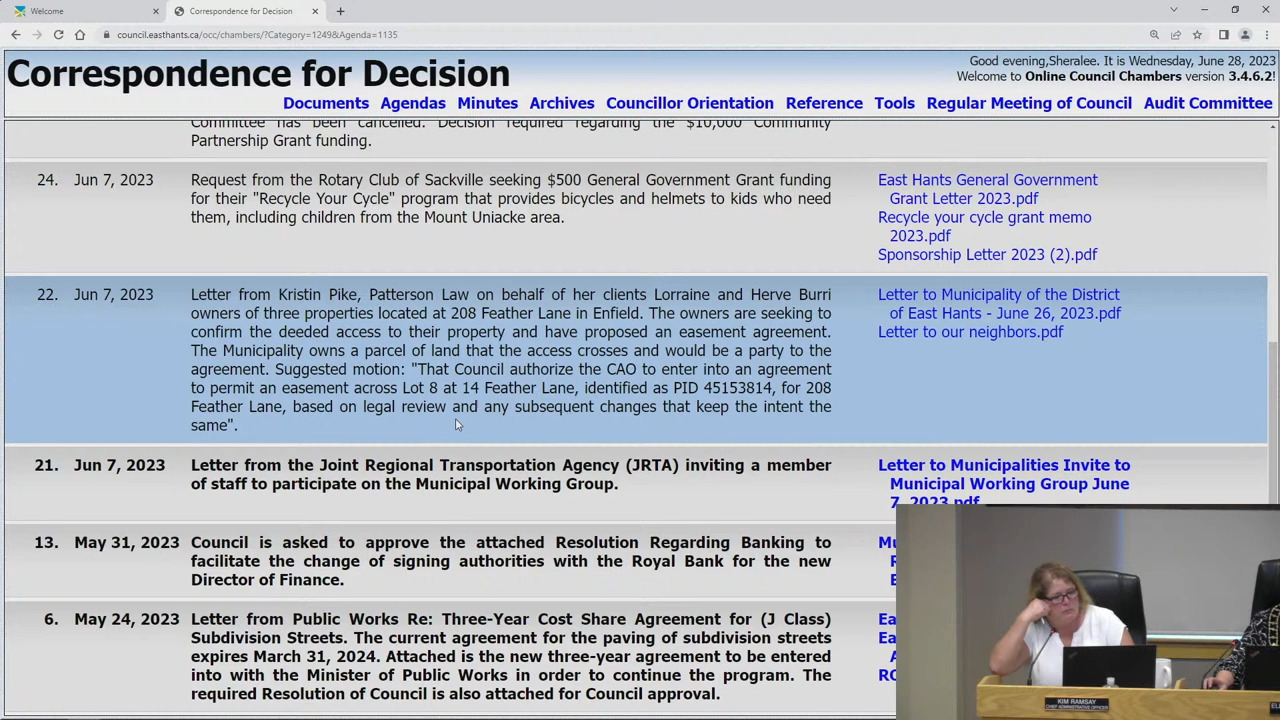 Welcome
Correspondence for Decision
council.easthants.ca/occ/chambers/?Category=1249&Agenda=1135
Correspondence for Decision
Good evening,Sheralee. It is Wednesday, June 28, 2023
Welcome to Online Council Chambers version 3.4.6.2!
Documents Agendas Minutes Archives Councillor Orientation Reference Tools Regular Meeting of Council Audit Committee
Committee has been cancelled. Decision required regarding the $10,000 Community
Partnership Grant funding.
24. Jun 7, 2023
Request from the Rotary Club of Sackville seeking $500 General Government Grant funding
for their "Recycle Your Cycle" program that provides bicycles and helmets to kids who need
them, including children from the Mount Uniacke area.
East Hants General Government
Grant Letter 2023.pdf
Recycle your cycle grant memo
2023.pdf
Sponsorship Letter 2023 (2).pdf
22. Jun 7, 2023
Letter from Kristin Pike, Patterson Law on behalf of her clients Lorraine and Herve Burri
owners of three properties located at 208 Feather Lane in Enfield. The owners are seeking to
confirm the deeded access to their property and have proposed an easement agreement.
The Municipality owns a parcel of land that the access crosses and would be a party to the
agreement. Suggested motion: "That Council authorize the CAO to enter into an agreement
to permit an easement across Lot 8 at 14 Feather Lane, identified as PID 45153814, for 208
Feather Lane, based on legal review and any subsequent changes that keep the intent the
same".
Letter to Municipality of the District
of East Hants - June 26, 2023.pdf
Letter to our neighbors.pdf
21. Jun 7, 2023
Letter from the Joint Regional Transportation Agency (JRTA) inviting a member
of staff to participate on the Municipal Working Group.
Letter to Municipalities Invite to
Municipal Working Group June
7, 2023.pdf
13. May 31, 2023
Council is asked to approve the attached Resolution Regarding Banking to
facilitate the change of signing authorities with the Royal Bank for the new
Director of Finance.
6. May 24, 2023
Letter from Public Works Re: Three-Year Cost Share Agreement for (J Class)
Subdivision Streets. The current agreement for the paving of subdivision streets
expires March 31, 2024. Attached is the new three-year agreement to be entered
into with the Minister of Public Works in order to continue the program. The
required Resolution of Council is also attached for Council approval.
KIM RAMSAY
CHIEF ADMINISTRATIVE OFFICER